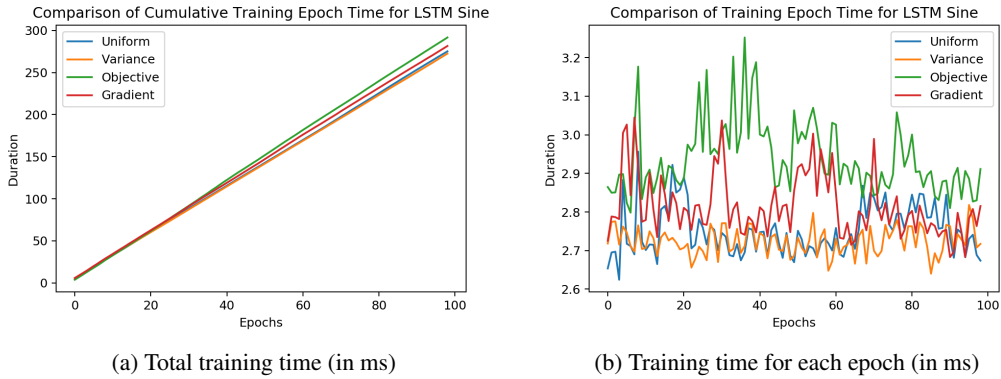 Comparison of Cumulative Training Epoch Time for LSTM Sine
300
250
200
150
100
50
0
Duration
Uniform
Variance
Objective
Gradient
0 20 40 60 80 100
Epochs
(a) Total training time (in ms)
Comparison of Training Epoch Time for LSTM Sine
3.2
3.1
3.0
2.9
2.8
2.7
2.6
Duration
Uniform
Variance
Objective
Gradient
0 20 40 60 80 100
Epochs
(b) Training time for each epoch (in ms)